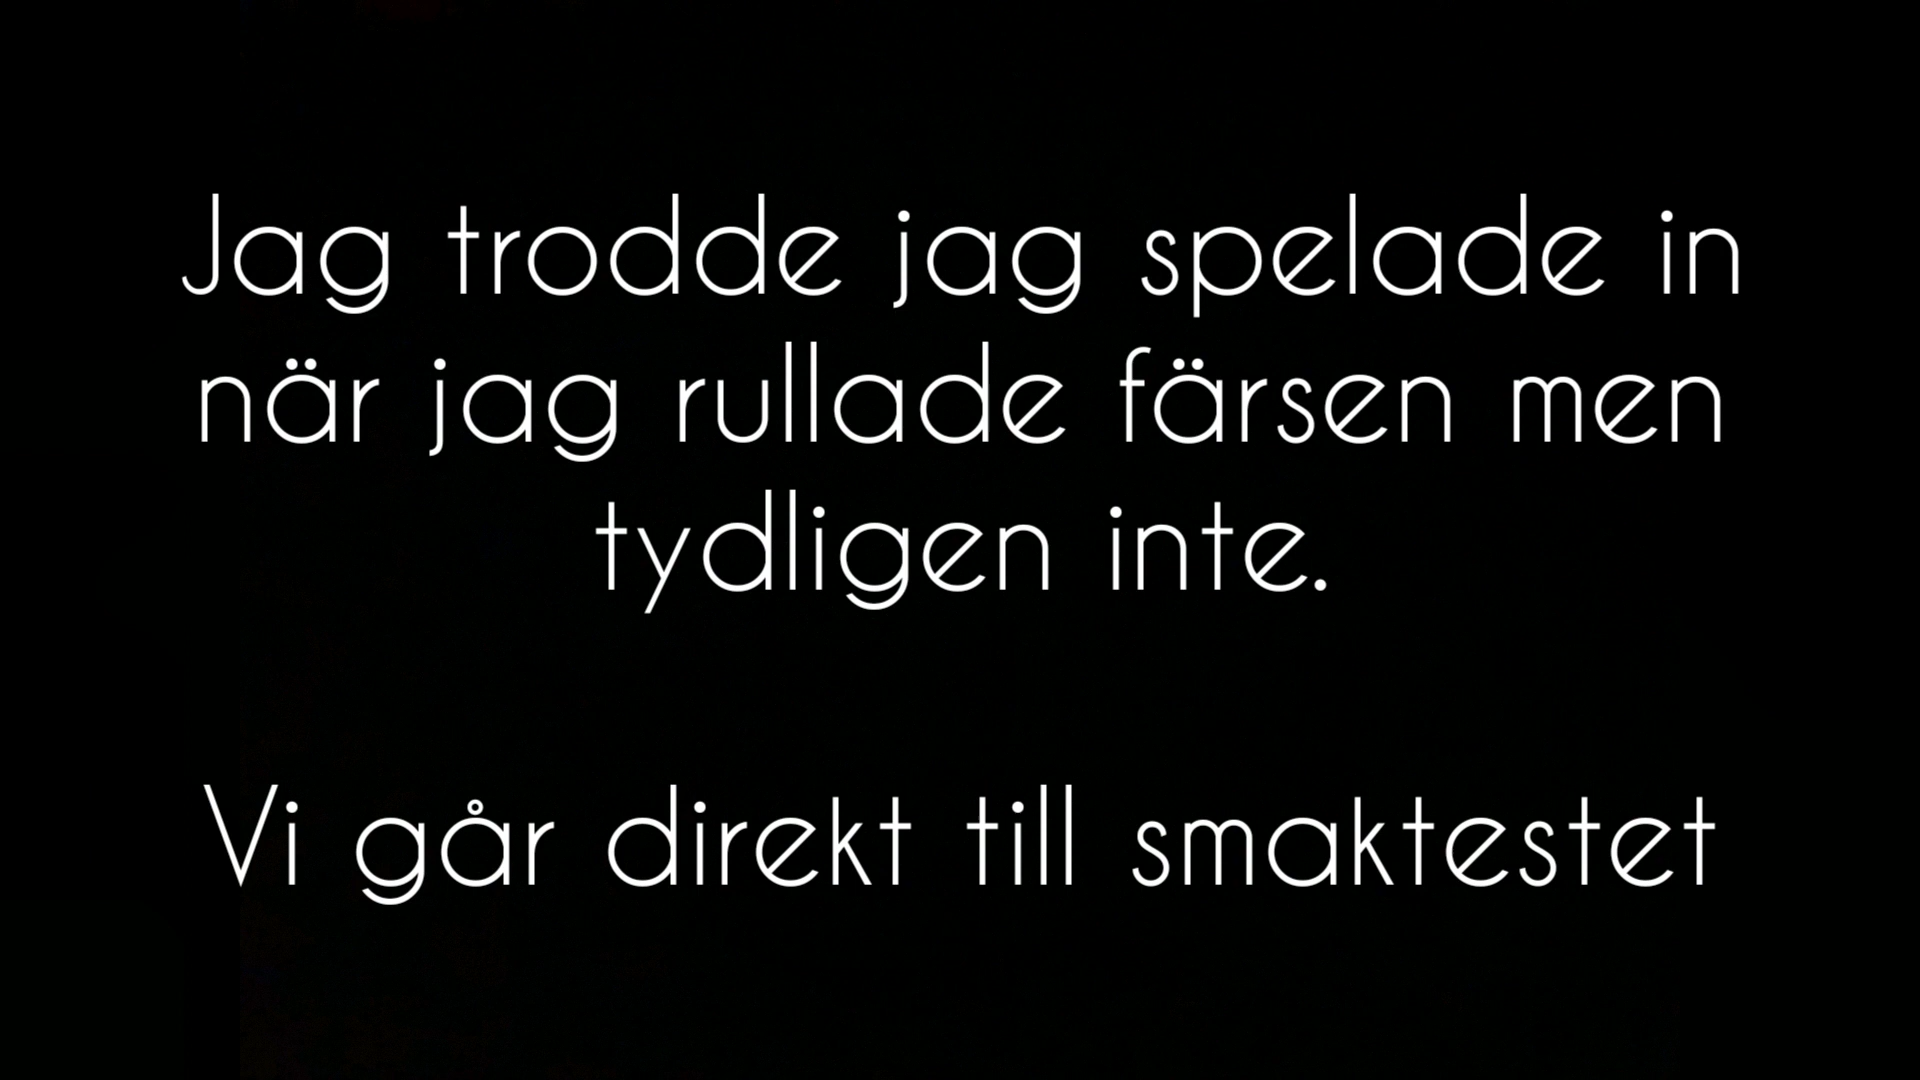 Jag trodde jag spelade in
när jag rullade färsen men
tydligen inte.
Vi går direkt till smaktestet